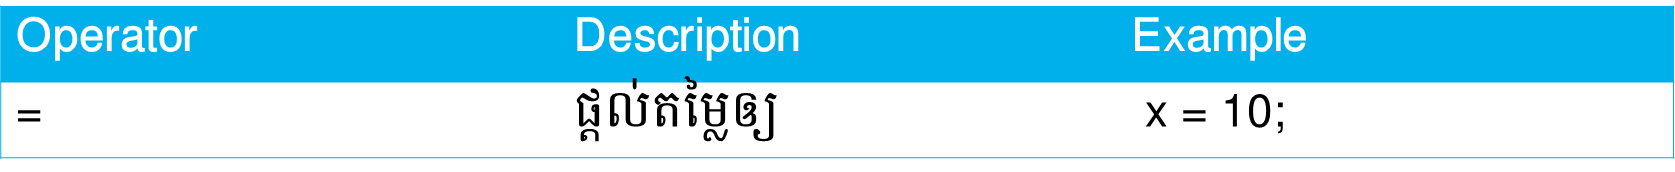 Operator Description Example
= ផ្តល់តម្លៃឲ្យ x = 10;